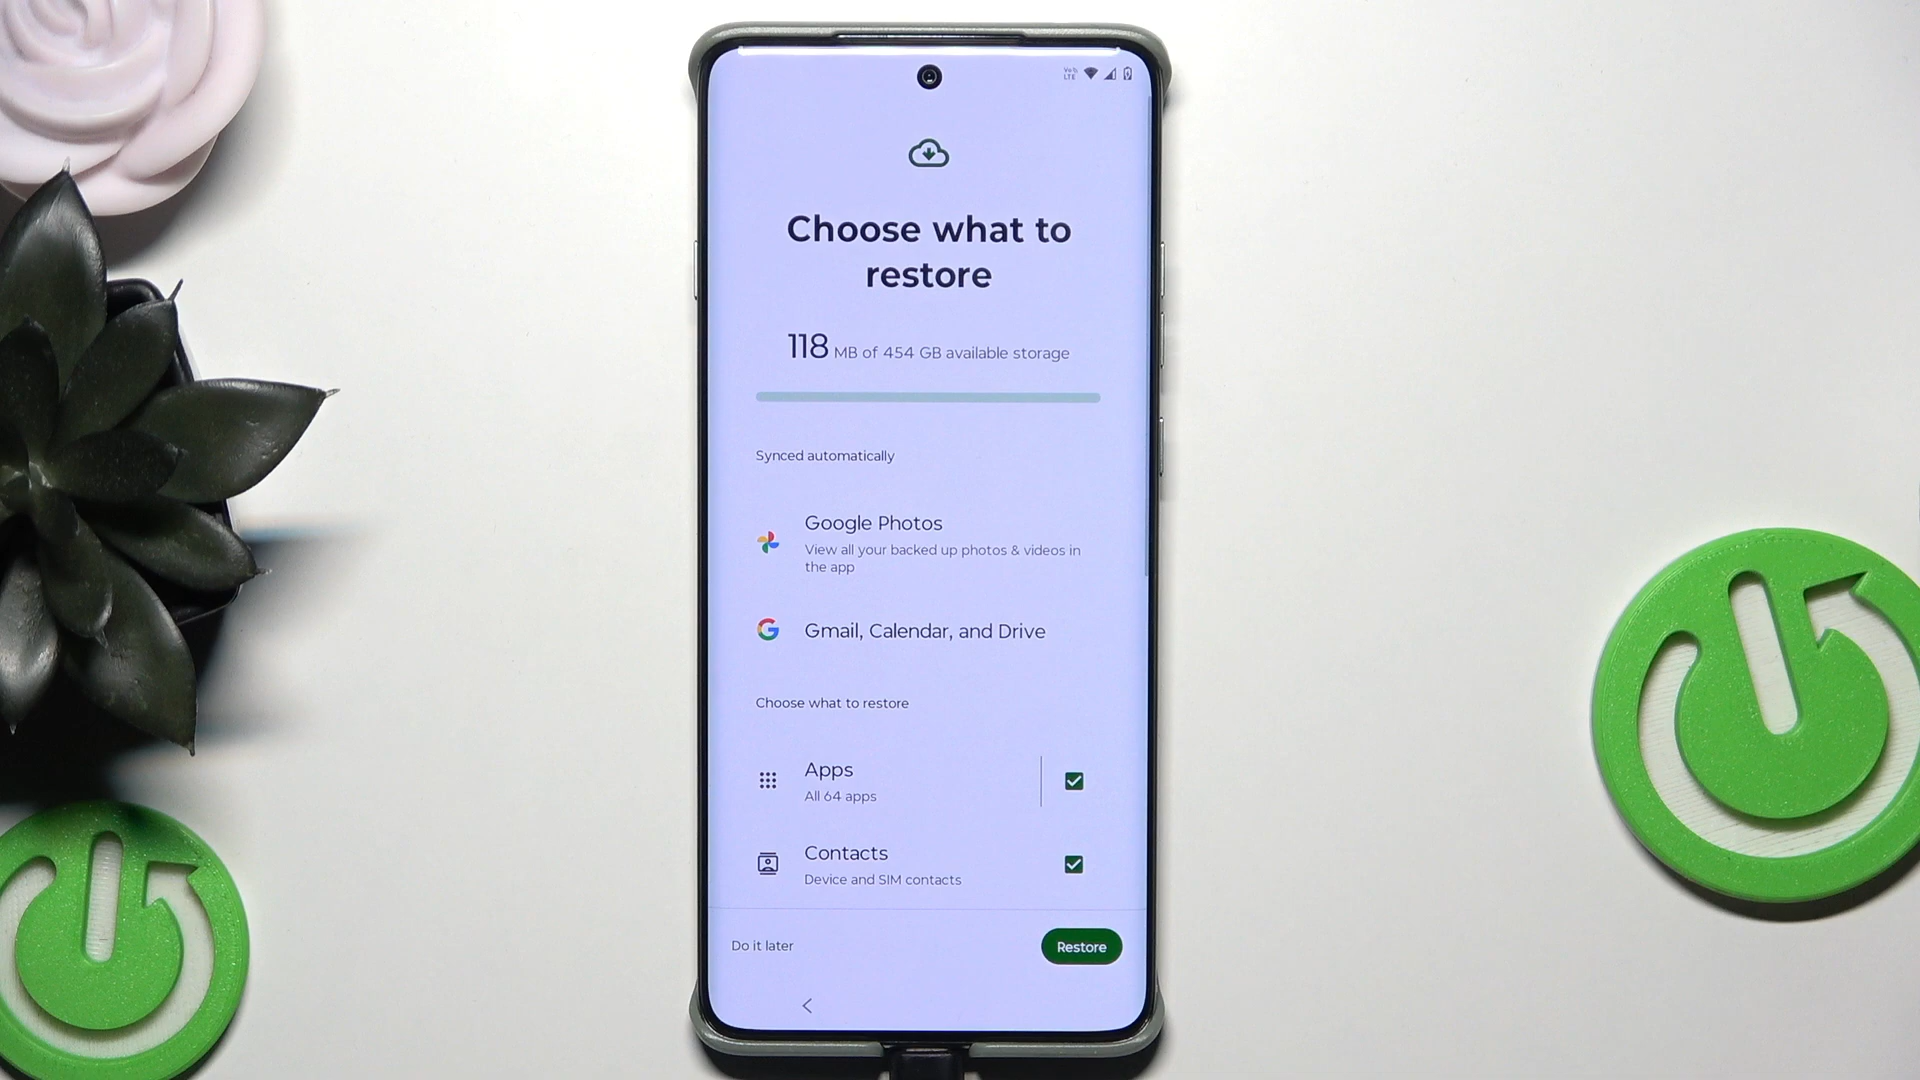 Vo
LTE
Choose what to
restore
118 MB of 454 GB available storage
Synced automatically
Google Photos
View all your backed up photos & videos in
the app
Gmail, Calendar, and Drive
Choose what to restore
Apps
All 64 apps
Contacts
Device and SIM contacts
Do it later
Restore